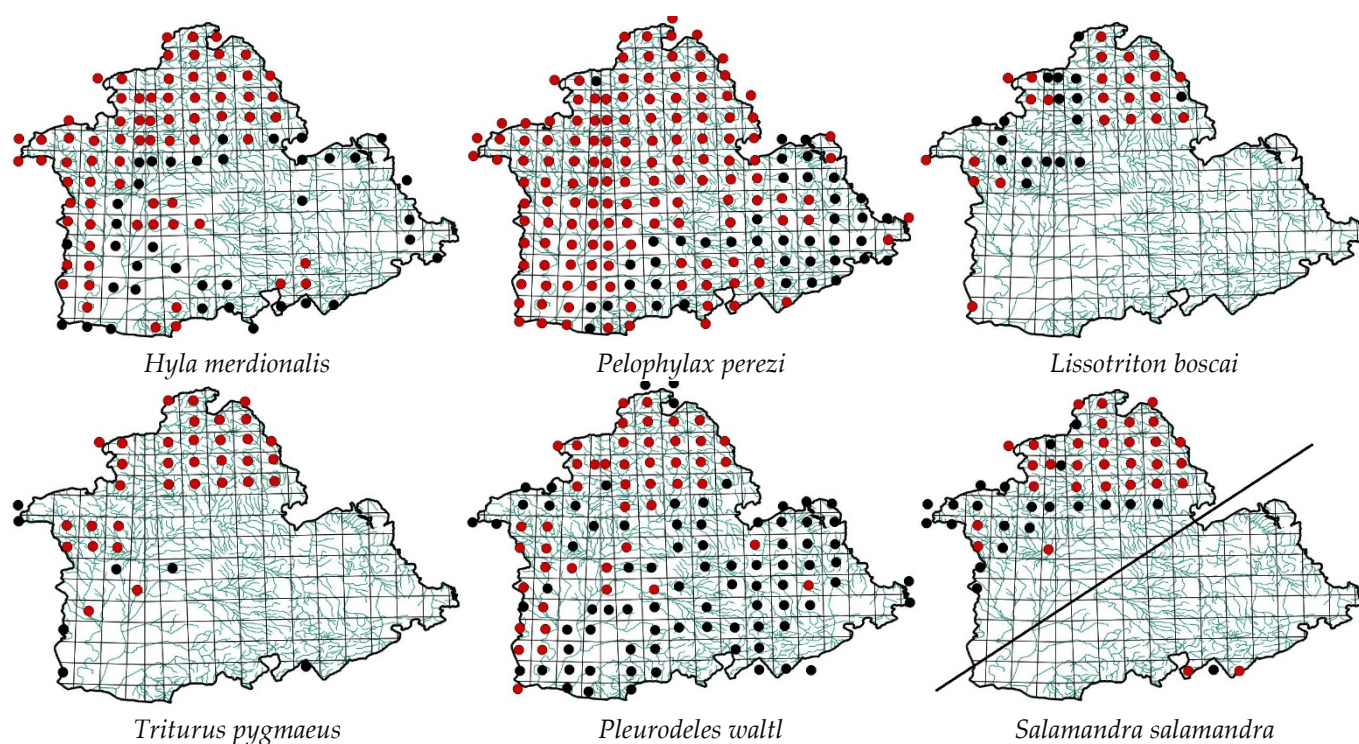 Hyla merdionalis
Pelophylax perezi
Lissotriton boscai
Triturus pygmaeus
Pleurodeles waltl
Salamandra salamandra